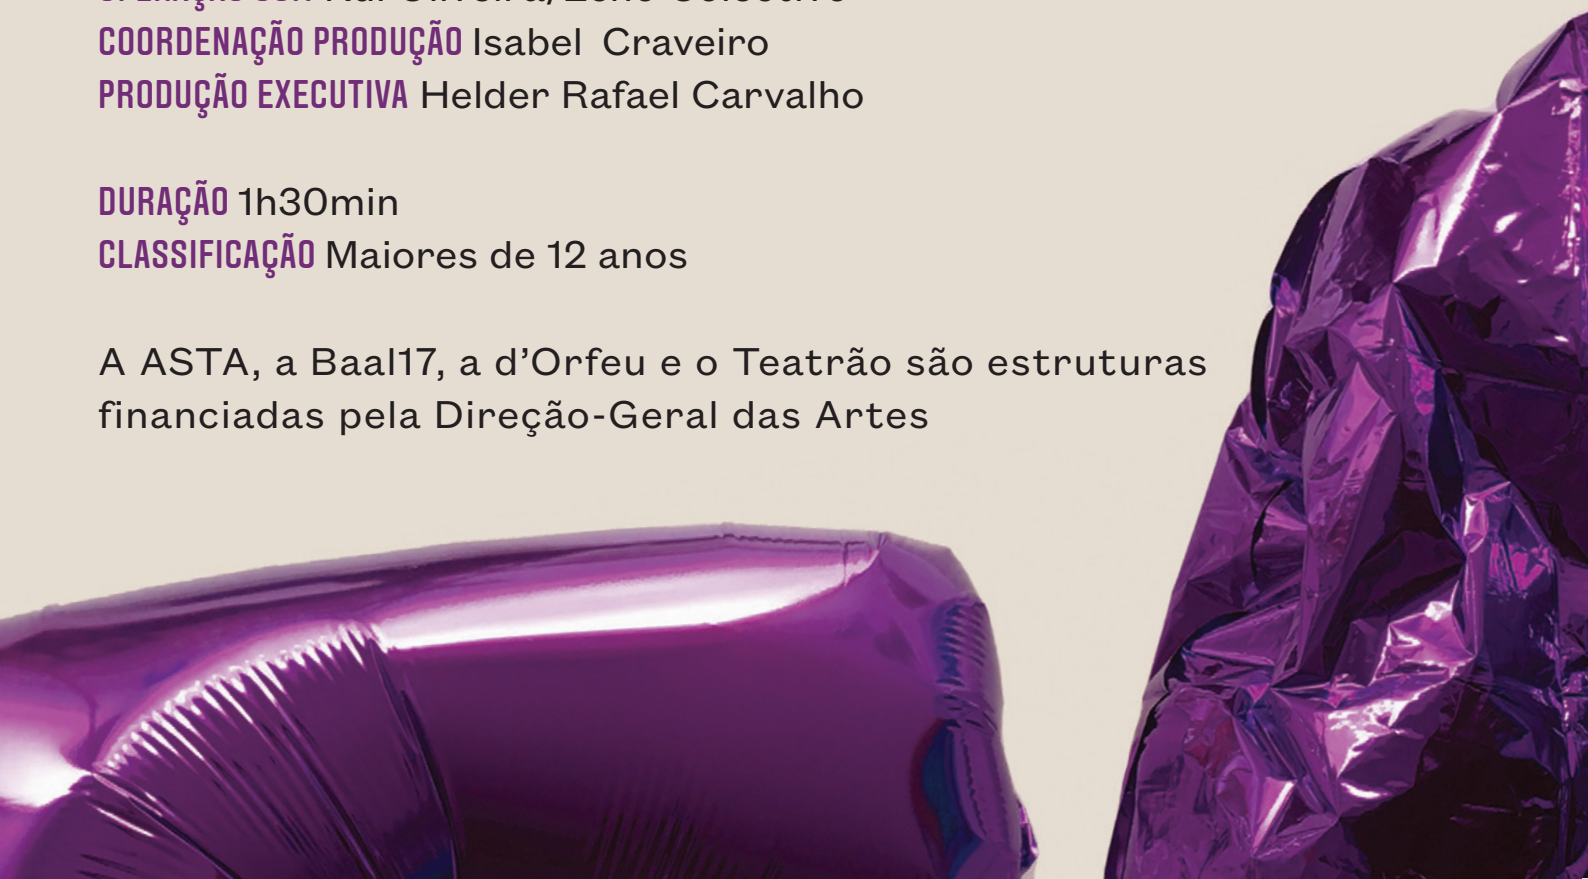 COORDENAÇÃO PRODUÇÃO Isabel Craveiro
PRODUÇÃO EXECUTIVA Helder Rafael Carvalho
DURAÇÃO 1h30min
CLASSIFICAÇÃO Maiores de 12 anos
A ASTA, a Baal17, a d’Orfeu e o Teatrão são estruturas
financiadas pela Direção-Geral das Artes